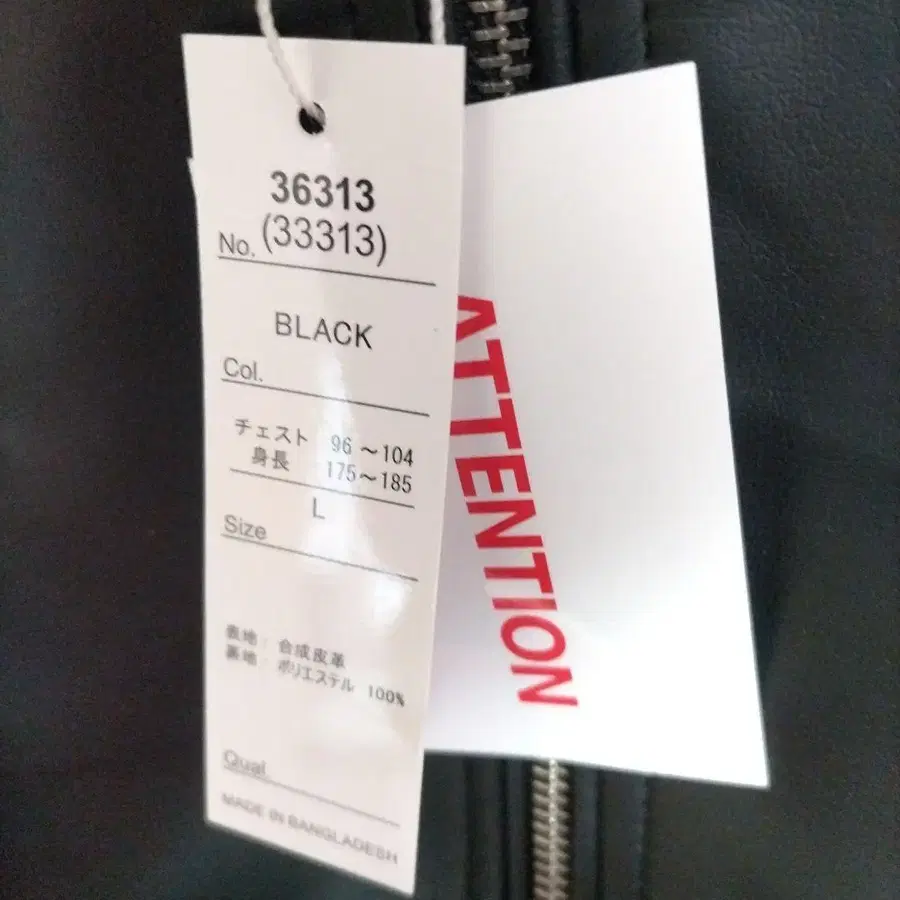 36313
(33313)
No.
BLACK
Col.
チェスト 96～104
身長 175～185
L
Size
表地： 合成皮革
裏地： ポリエステル 100%
Qual.
MADE IN BANGLADESH
ATTENTION